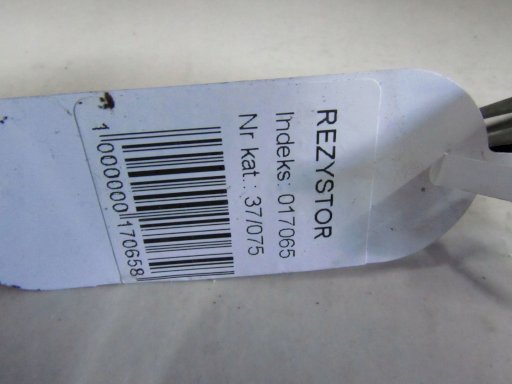 REZYSTOR
Indeks: 017065
Nr kat.: 37/075
1000000170658